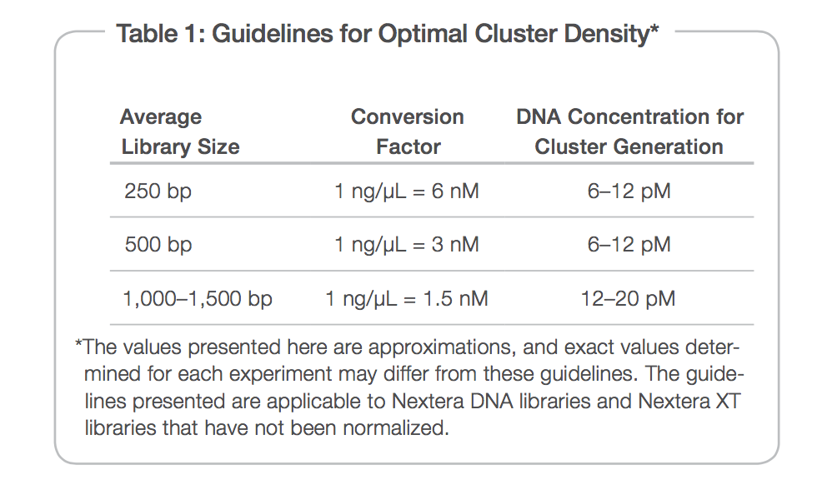 Table 1: Guidelines for Optimal Cluster Density*
Average Library Size	Conversion Factor	DNA Concentration for Cluster Generation
250 bp	1 ng/µL = 6 nM	6–12 pM
500 bp	1 ng/µL = 3 nM	6–12 pM
1,000–1,500 bp	1 ng/µL = 1.5 nM	12–20 pM
*The values presented here are approximations, and exact values deter-
mined for each experiment may differ from these guidelines. The guide-
lines presented are applicable to Nextera DNA libraries and Nextera XT
libraries that have not been normalized.